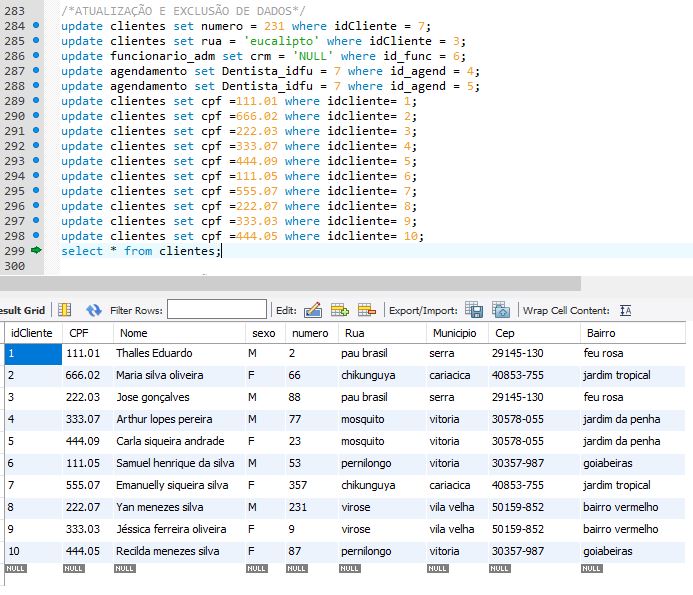 283 /*ATUALIZAÇÃO E EXCLUSÃO DE DADOS*/
284 update clientes set numero = 231 where idCliente = 7;
285 update clientes set rua = 'eucalipto' where idCliente = 3;
286 update funcionario_adm set crm = 'NULL' where id_func = 6;
287 update agendamento set Dentista_idfu = 7 where id_agend = 4;
288 update agendamento set Dentista_idfu = 7 where id_agend = 5;
289 update clientes set cpf =111.01 where idcliente= 1;
290 update clientes set cpf =666.02 where idcliente= 2;
291 update clientes set cpf =222.03 where idcliente= 3;
292 update clientes set cpf =333.07 where idcliente= 4;
293 update clientes set cpf =444.09 where idcliente= 5;
294 update clientes set cpf =111.05 where idcliente= 6;
295 update clientes set cpf =555.07 where idcliente= 7;
296 update clientes set cpf =222.07 where idcliente= 8;
297 update clientes set cpf =333.03 where idcliente= 9;
298 update clientes set cpf =444.05 where idcliente= 10;
299 select * from clientes;
300
esult Grid Filter Rows: Edit: Export/Import: Wrap Cell Content: IA
idCliente CPF Nome sexo numero Rua Municipio Cep Bairro
1 111.01 Thalles Eduardo M 2 pau brasil serra 29145-130 feu rosa
2 666.02 Maria silva oliveira F 66 chikunguya cariacica 40853-755 jardim tropical
3 222.03 Jose gonçalves M 88 pau brasil serra 29145-130 feu rosa
4 333.07 Arthur lopes pereira M 77 mosquito vitoria 30578-055 jardim da penha
5 444.09 Carla siqueira andrade F 23 mosquito vitoria 30578-055 jardim da penha
6 111.05 Samuel henrique da silva M 53 pernilongo vitoria 30357-987 goiabeiras
7 555.07 Emanuelly siqueira silva F 357 chikunguya cariacica 40853-755 jardim tropical
8 222.07 Yan menezes silva M 231 virose vila velha 50159-852 bairro vermelho
9 333.03 Jéssica ferreira oliveira F 9 virose vila velha 50159-852 bairro vermelho
10 444.05 Recilda menezes silva F 87 pernilongo vitoria 30357-987 goiabeiras
NULL NULL NULL NULL NULL NULL NULL NULL NULL